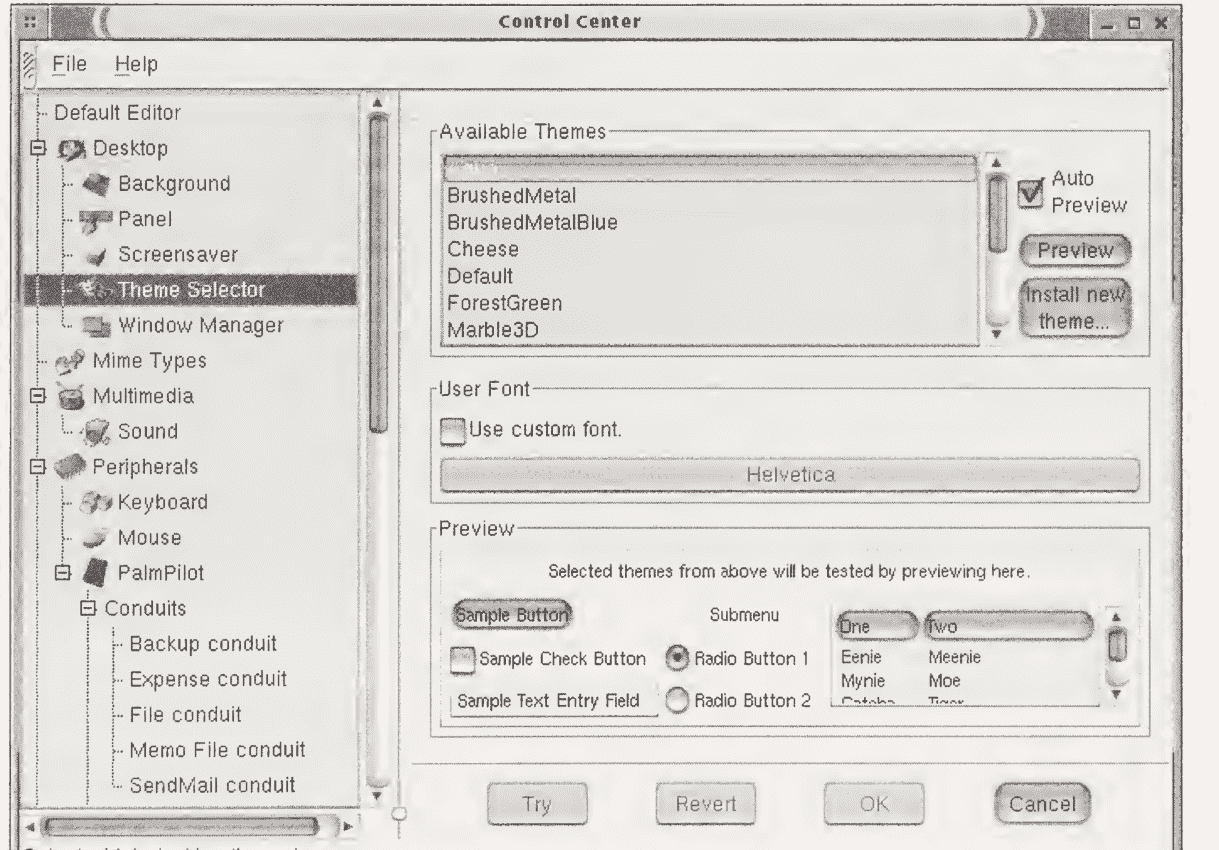 Control Center
File Help
Default Editor
Desktop
Background
Panel
Screensaver
Theme Selector
Window Manager
Mime Types
Multimedia
Sound
Peripherals
Keyboard
Mouse
PalmPilot
Conduits
Backup conduit
Expense conduit
File conduit
Memo File conduit
SendMail conduit
Available Themes
BrushedMetal
BrushedMetalBlue
Cheese
Default
ForestGreen
Marble3D
Auto
Preview
Preview
Install new
theme...
User Font
Use custom font.
Helvetica
Preview
Selected themes from above will be tested by previewing here.
Sample Button
Submenu
Sample Check Button
Radio Button 1
Sample Text Entry Field
Radio Button 2
One Two
Eenie Meenie
Mynie Moe
Try
Revert
OK
Cancel